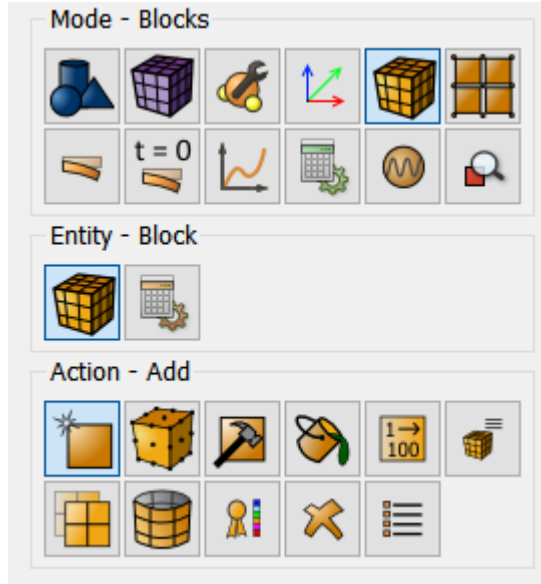 Mode - Blocks
t = 0
Entity - Block
Action - Add
1→
100